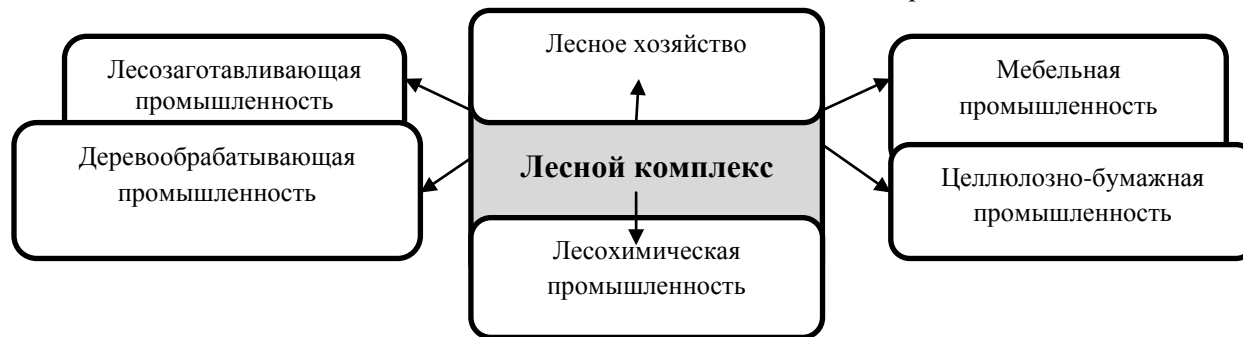 Лесное хозяйство
Лесозаготавливающая
промышленность
Мебельная
промышленность
Деревообрабатывающая
промышленность
Лесной комплекс
Целлюлозно-бумажная
промышленность
Лесохимическая
промышленность